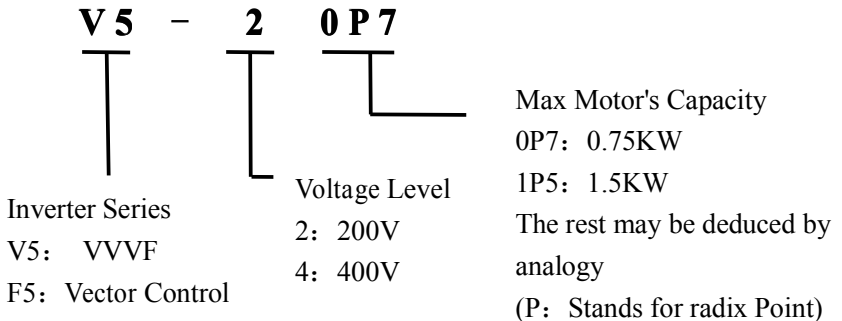 V5 - 2 0P7
Inverter Series
V5： VVVF
F5：Vector Control
Voltage Level
2：200V
4：400V
Max Motor's Capacity
0P7：0.75KW
1P5：1.5KW
The rest may be deduced by
analogy
(P：Stands for radix Point)